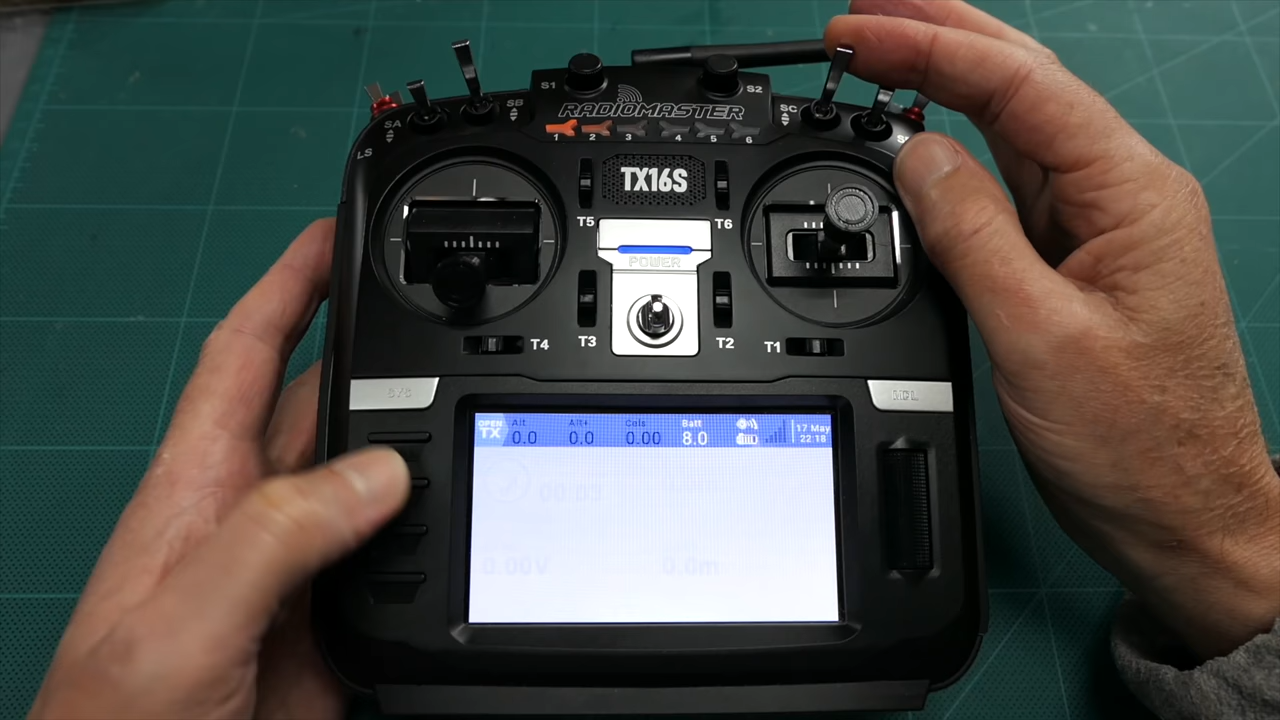 S1
S2
SB
SC
SA
LS
RADIOMASTER
1 2 3 4 5 6
TX16S
T5
T6
POWER
T4
T3
T2
T1
SYS
MDL
OPEN TX
Alt
0.0
Alt+
0.0
Cels
0.00
Batt
8.0
17 May
22:18
0.00V